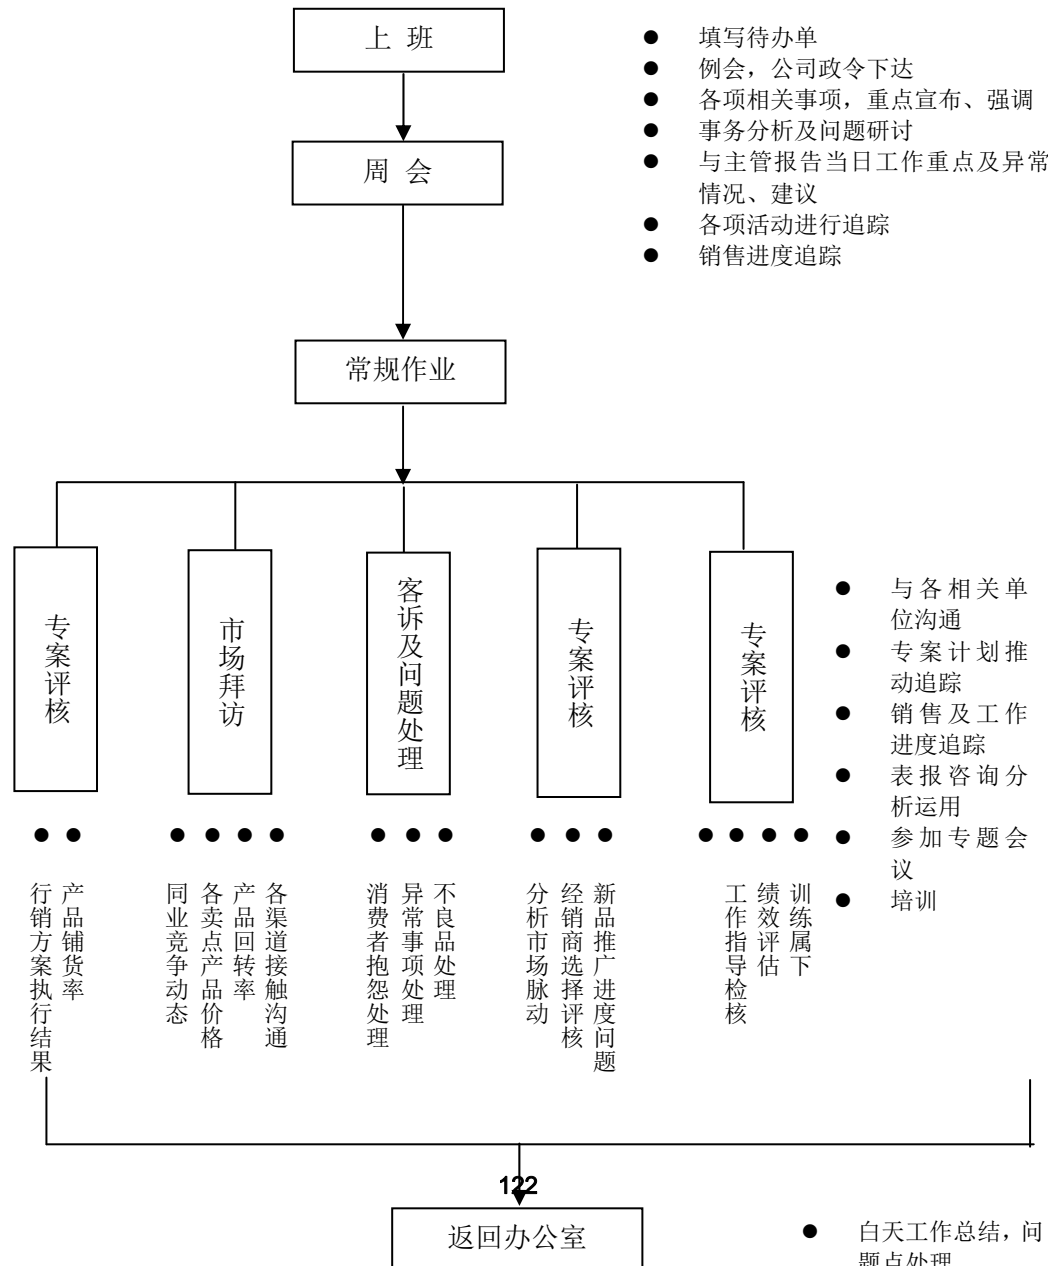 上 班
● 填写待办单
● 例会，公司政令下达
● 各项相关事项，重点宣布、强调
● 事务分析及问题研讨
● 与主管报告当日工作重点及异常
情况、建议
● 各项活动进行追踪
● 销售进度追踪
周 会
常规作业
专案评核
市场拜访
客诉及问题处理
专案评核
专案评核
● 与各相关单
位沟通
● 专案计划推
动追踪
● 销售及工作
进度追踪
● 表报咨询分
析运用
● 参加专题会
议
● 培训
行销方案执行结果
产品铺货率
同业竞争动态
各卖点产品价格
产品回转率
各渠道接触沟通
消费者抱怨处理
异常事项处理
不良品处理
分析市场脉动
经销商选择评核
新品推广进度问题
工作指导检核
绩效评估
训练属下
122
返回办公室
● 白天工作总结，问
题点处理